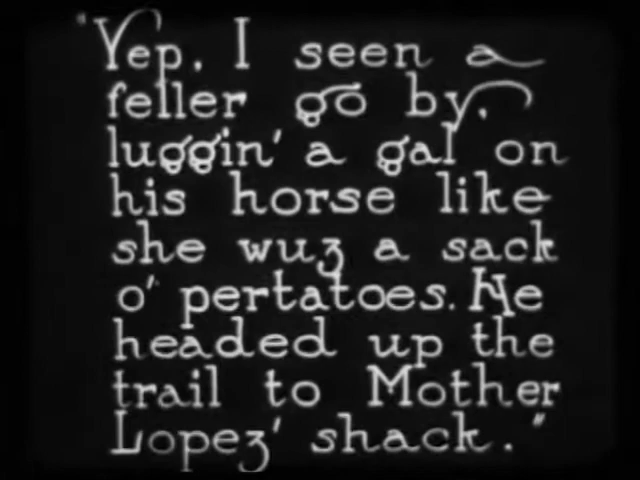 "Yep. I seen a
feller go by,
luggin' a gal on
his horse like
she wuz a sack
o' pertatoes. He
headed up the
trail to Mother
Lopez' shack."